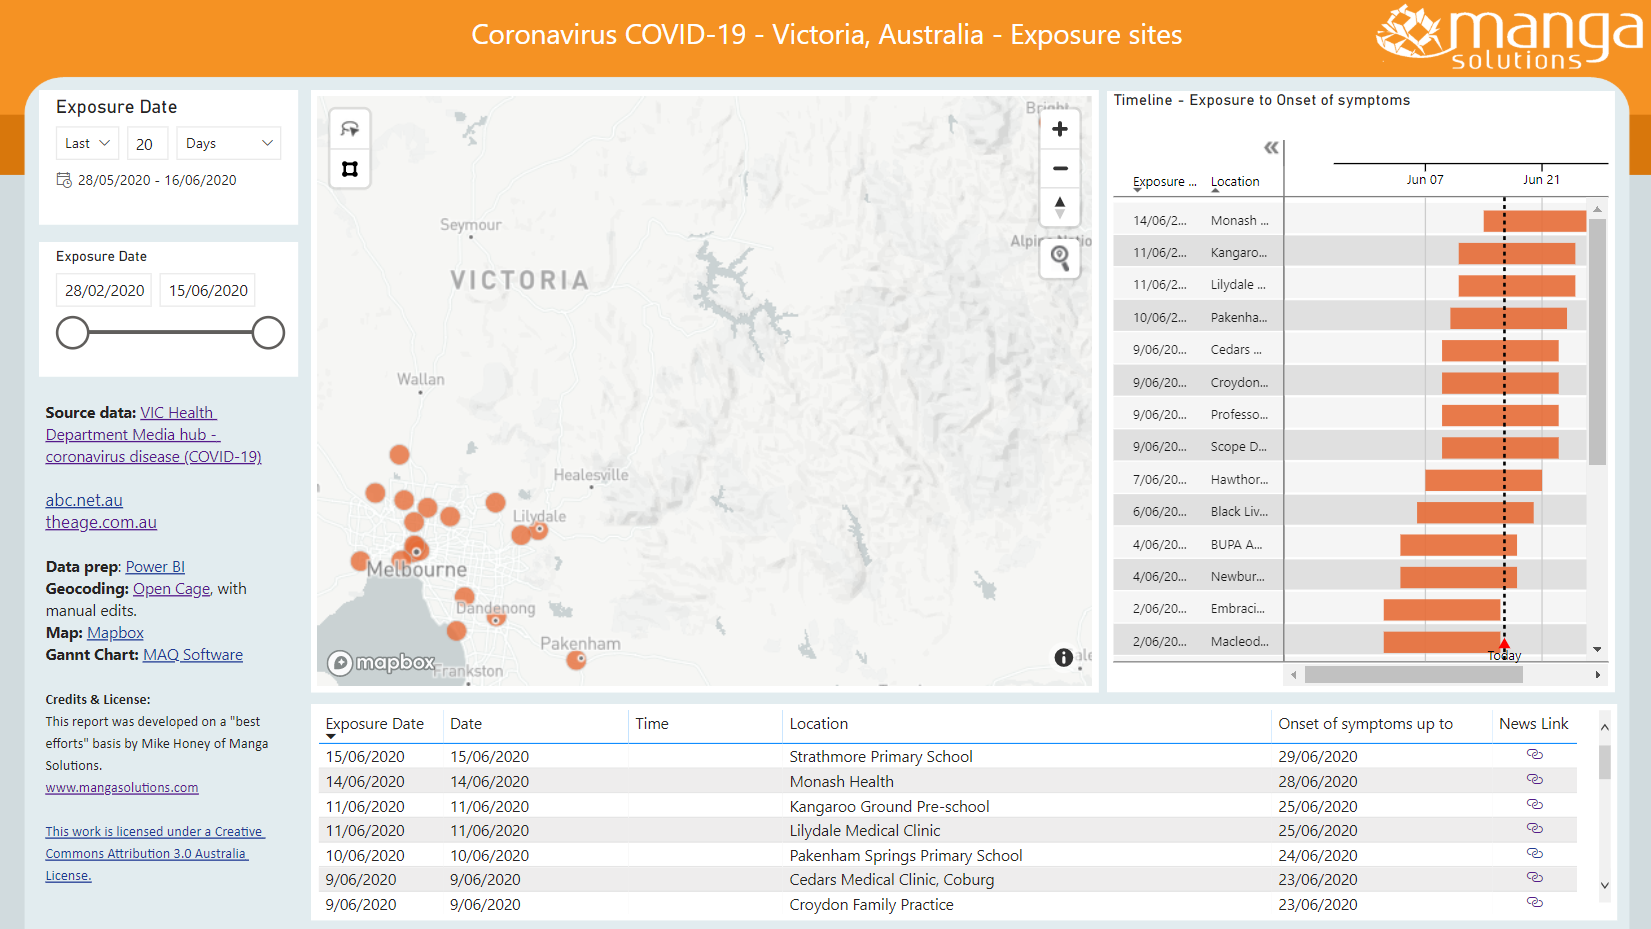 Coronavirus COVID-19 - Victoria, Australia - Exposure sites
manga
solutions
Exposure Date
Last
20
Days
28/05/2020 - 16/06/2020
Exposure Date
28/02/2020
15/06/2020
Source data: VIC Health
Department Media hub -
coronavirus disease (COVID-19)
abc.net.au
theage.com.au
Data prep: Power BI
Geocoding: Open Cage, with
manual edits.
Map: Mapbox
Gannt Chart: MAQ Software
Credits & License:
This report was developed on a "best
efforts" basis by Mike Honey of Manga
Solutions.
www.mangasolutions.com
This work is licensed under a Creative
Commons Attribution 3.0 Australia
License.
Bright
Seymour
VICTORIA
Wallan
Healesville
Lilydale
Melbourne
Dandenong
Pakenham
mapbox
Frankston
Timeline - Exposure to Onset of symptoms
Exposure ... Location
Jun 07 Jun 21
14/06/2... Monash ...
11/06/2... Kangaro...
11/06/2... Lilydale ...
10/06/2... Pakenha...
9/06/20... Cedars ...
9/06/20... Croydon...
9/06/20... Professo...
9/06/20... Scope D...
7/06/20... Hawthor...
6/06/20... Black Liv...
4/06/20... BUPA A...
4/06/20... Newbur...
2/06/20... Embraci...
2/06/20... Macleod...
Today
Exposure Date Date Time Location Onset of symptoms up to News Link
15/06/2020 15/06/2020 Strathmore Primary School 29/06/2020
14/06/2020 14/06/2020 Monash Health 28/06/2020
11/06/2020 11/06/2020 Kangaroo Ground Pre-school 25/06/2020
11/06/2020 11/06/2020 Lilydale Medical Clinic 25/06/2020
10/06/2020 10/06/2020 Pakenham Springs Primary School 24/06/2020
9/06/2020 9/06/2020 Cedars Medical Clinic, Coburg 23/06/2020
9/06/2020 9/06/2020 Croydon Family Practice 23/06/2020